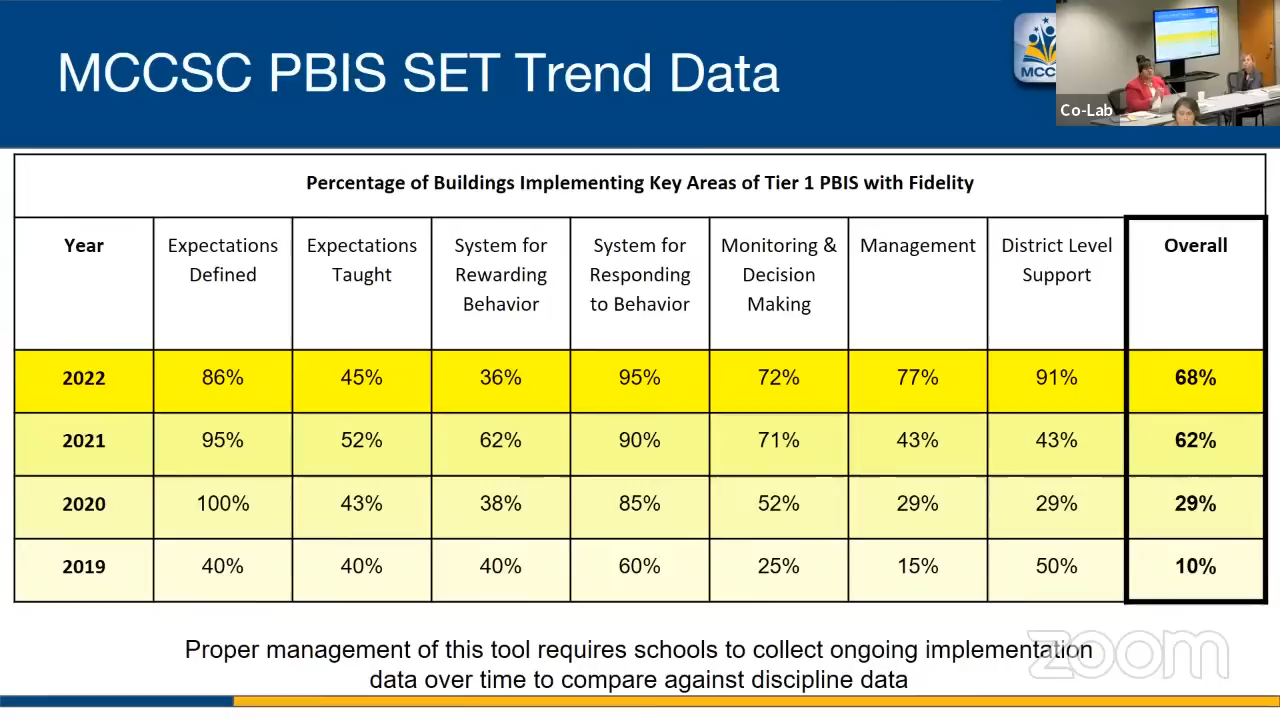 MCCSC PBIS SET Trend Data
MCC
Co-Lab
Percentage of Buildings Implementing Key Areas of Tier 1 PBIS with Fidelity
Year
Expectations
Defined
Expectations
Taught
System for
Rewarding
Behavior
System for
Responding
to Behavior
Monitoring &
Decision
Making
Management
District Level
Support
Overall
2022 86% 45% 36% 95% 72% 77% 91% 68%
2021 95% 52% 62% 90% 71% 43% 43% 62%
2020 100% 43% 38% 85% 52% 29% 29% 29%
2019 40% 40% 40% 60% 25% 15% 50% 10%
Proper management of this tool requires schools to collect ongoing implementation
data over time to compare against discipline data
zoom